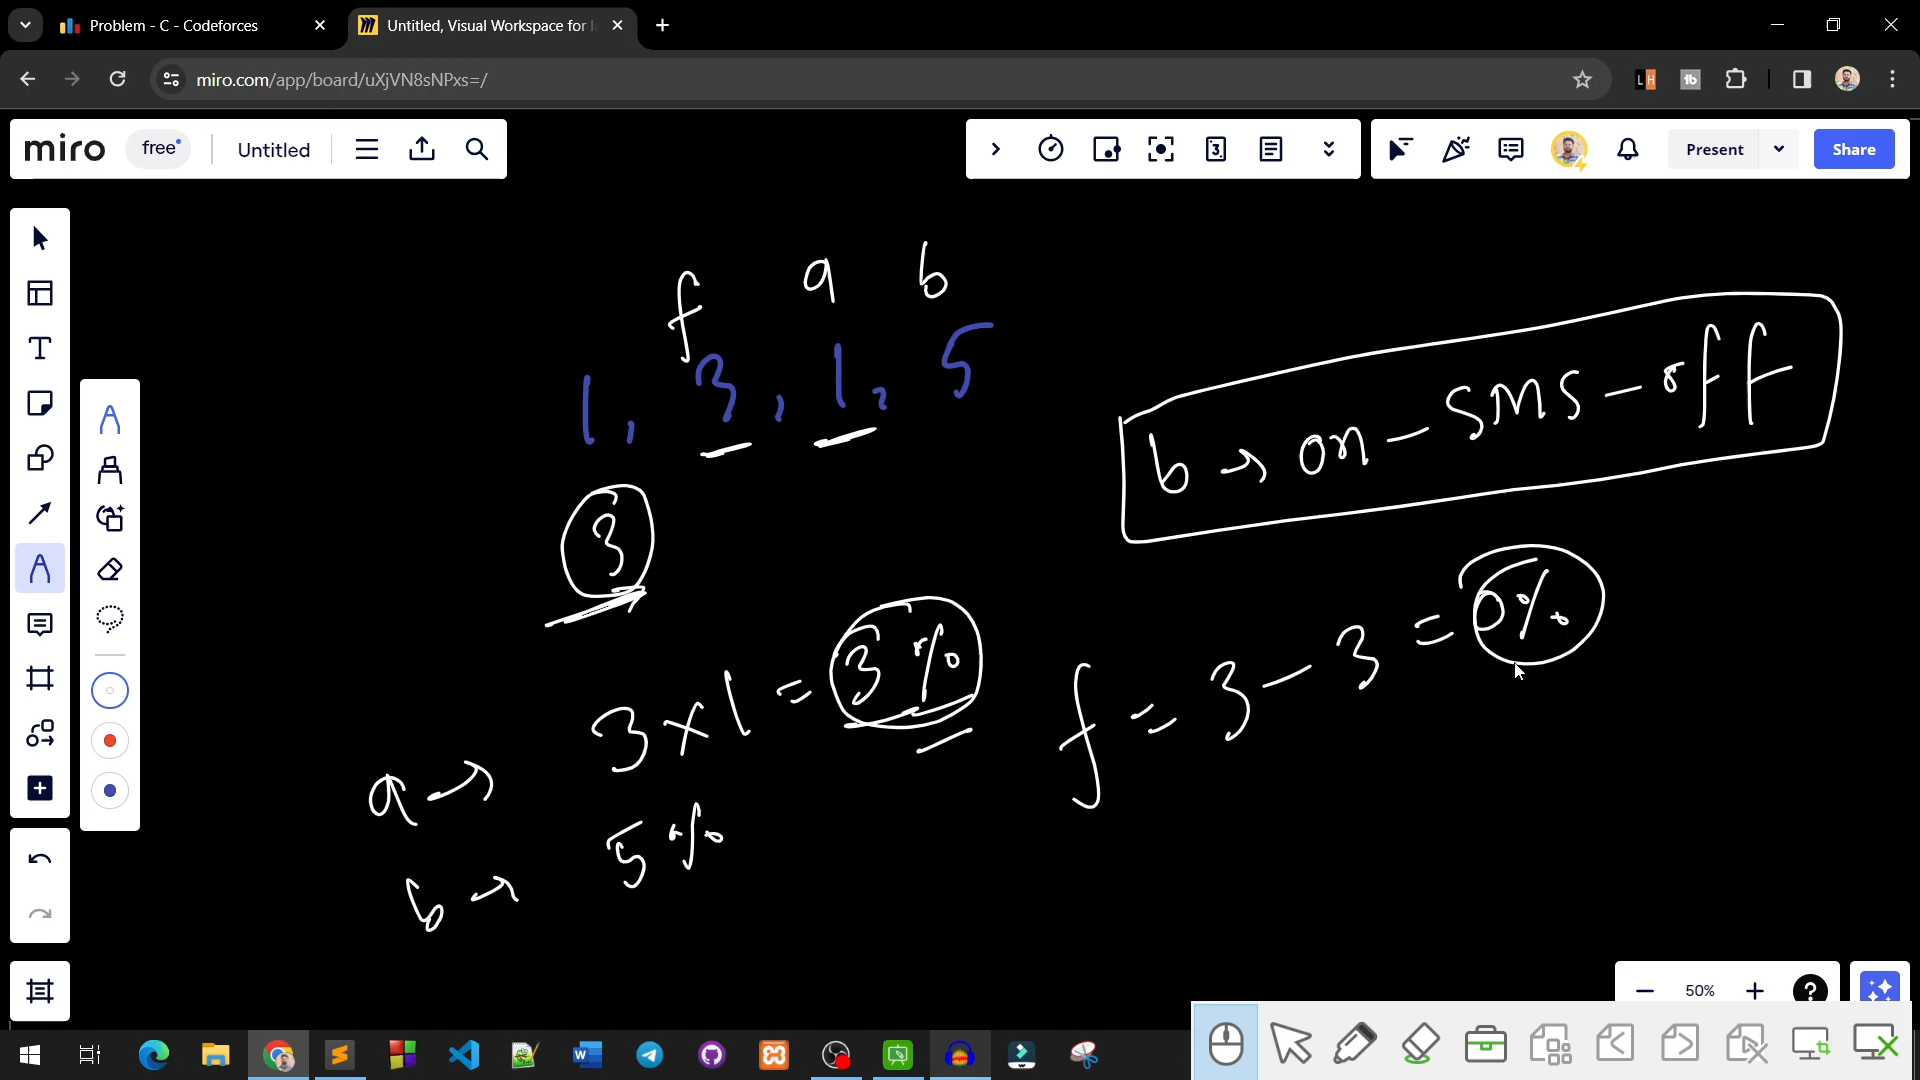 Problem - C - Codeforces
Untitled, Visual Workspace for
miro.com/app/board/uXjVN8sNPxs=/
miro
free
Untitled
Present
Share
f a b
1, 3, 1, 5
b → on - SMS - off
3
a → 3 x 1 = 3%
f = 3 - 3 = 0%
b → 5%
50%